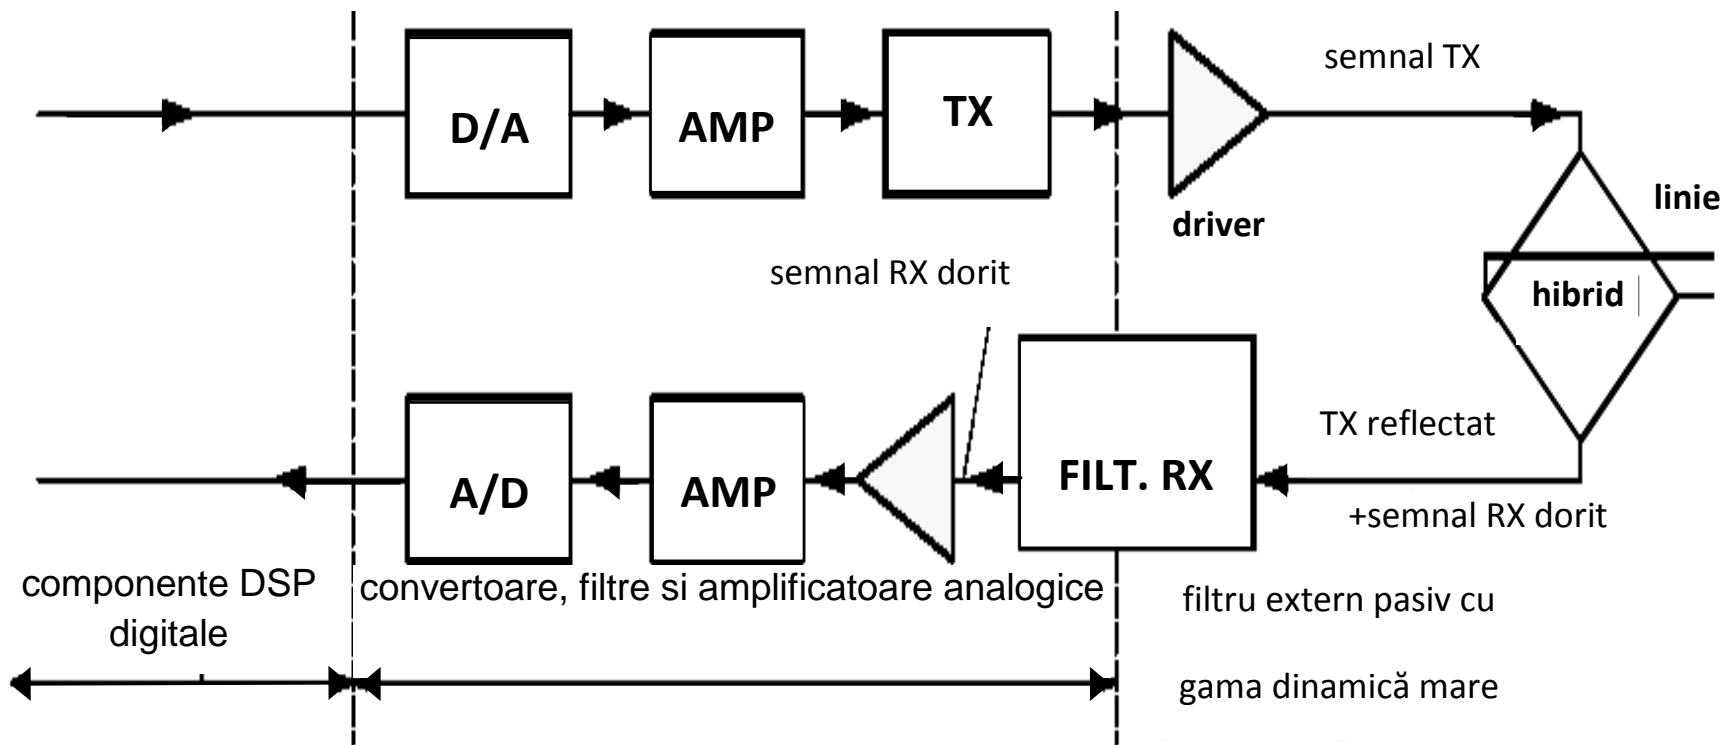 semnal TX
D/A
AMP
TX
linie
driver
semnal RX dorit
hibrid
TX reflectat
A/D
AMP
FILT. RX
+semnal RX dorit
componente DSP
digitale
convertoare, filtre si amplificatoare analogice
filtru extern pasiv cu
gama dinamică mare